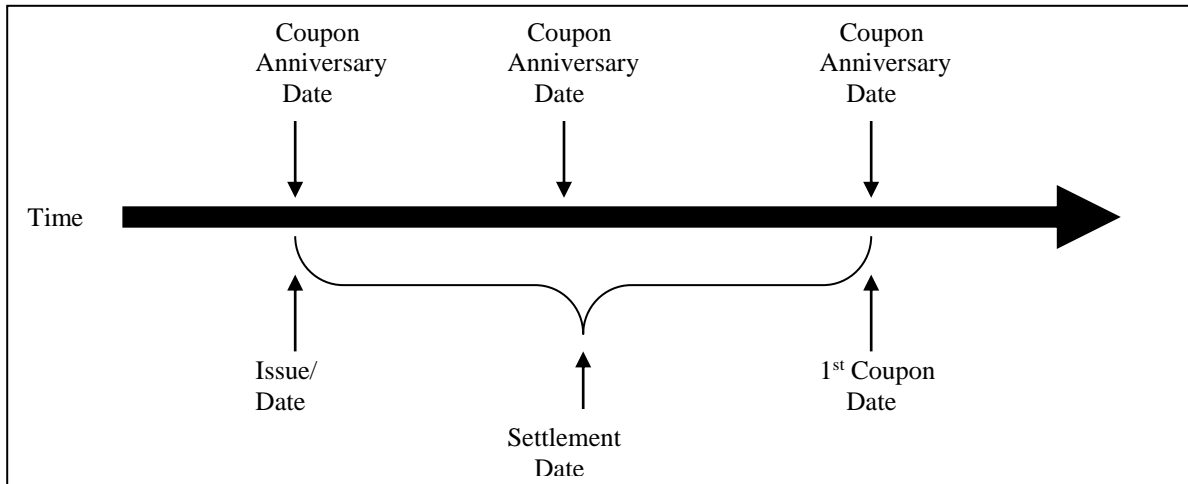 Coupon
Anniversary
Date
Coupon
Anniversary
Date
Coupon
Anniversary
Date
Time
Issue/
Date
1st Coupon
Date
Settlement
Date